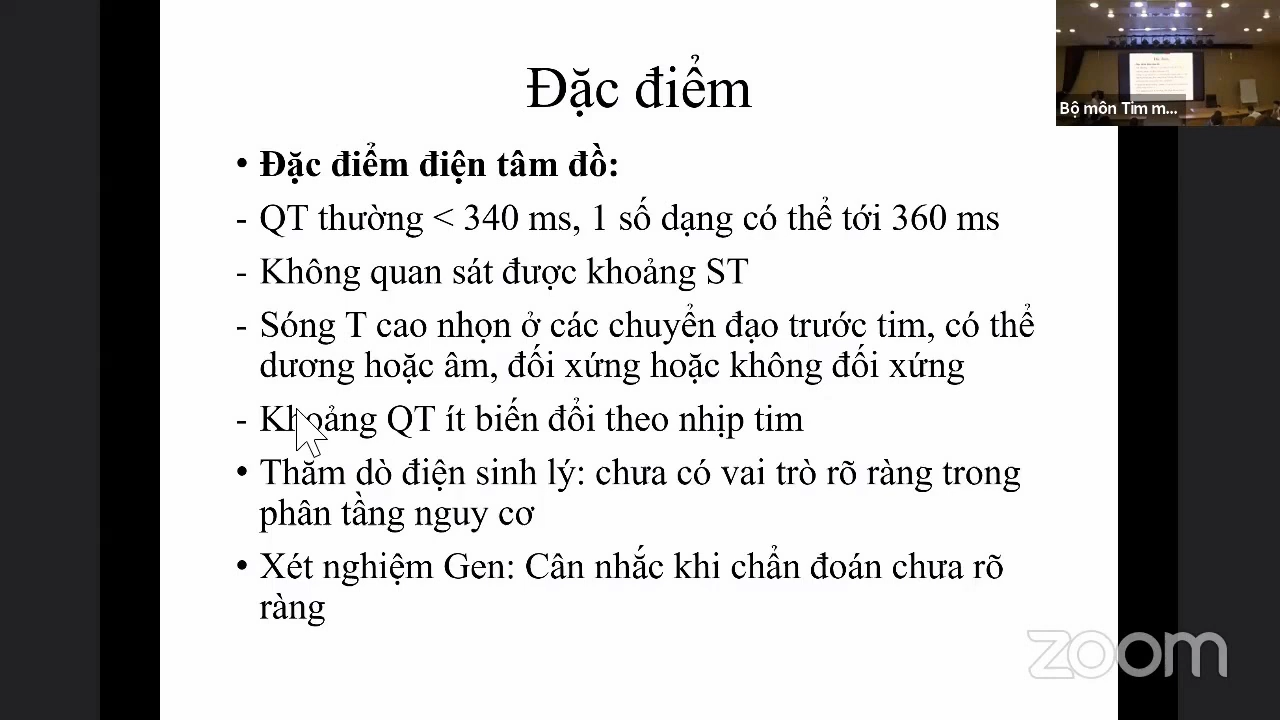 Đặc điểm
• Đặc điểm điện tâm đồ:
- QT thường < 340 ms, 1 số dạng có thể tới 360 ms
- Không quan sát được khoảng ST
- Sóng T cao nhọn ở các chuyển đạo trước tim, có thể
dương hoặc âm, đối xứng hoặc không đối xứng
- Khoảng QT ít biến đổi theo nhịp tim
• Thăm dò điện sinh lý: chưa có vai trò rõ ràng trong
phân tầng nguy cơ
• Xét nghiệm Gen: Cân nhắc khi chẩn đoán chưa rõ
ràng
Bộ môn Tim m...
zoom